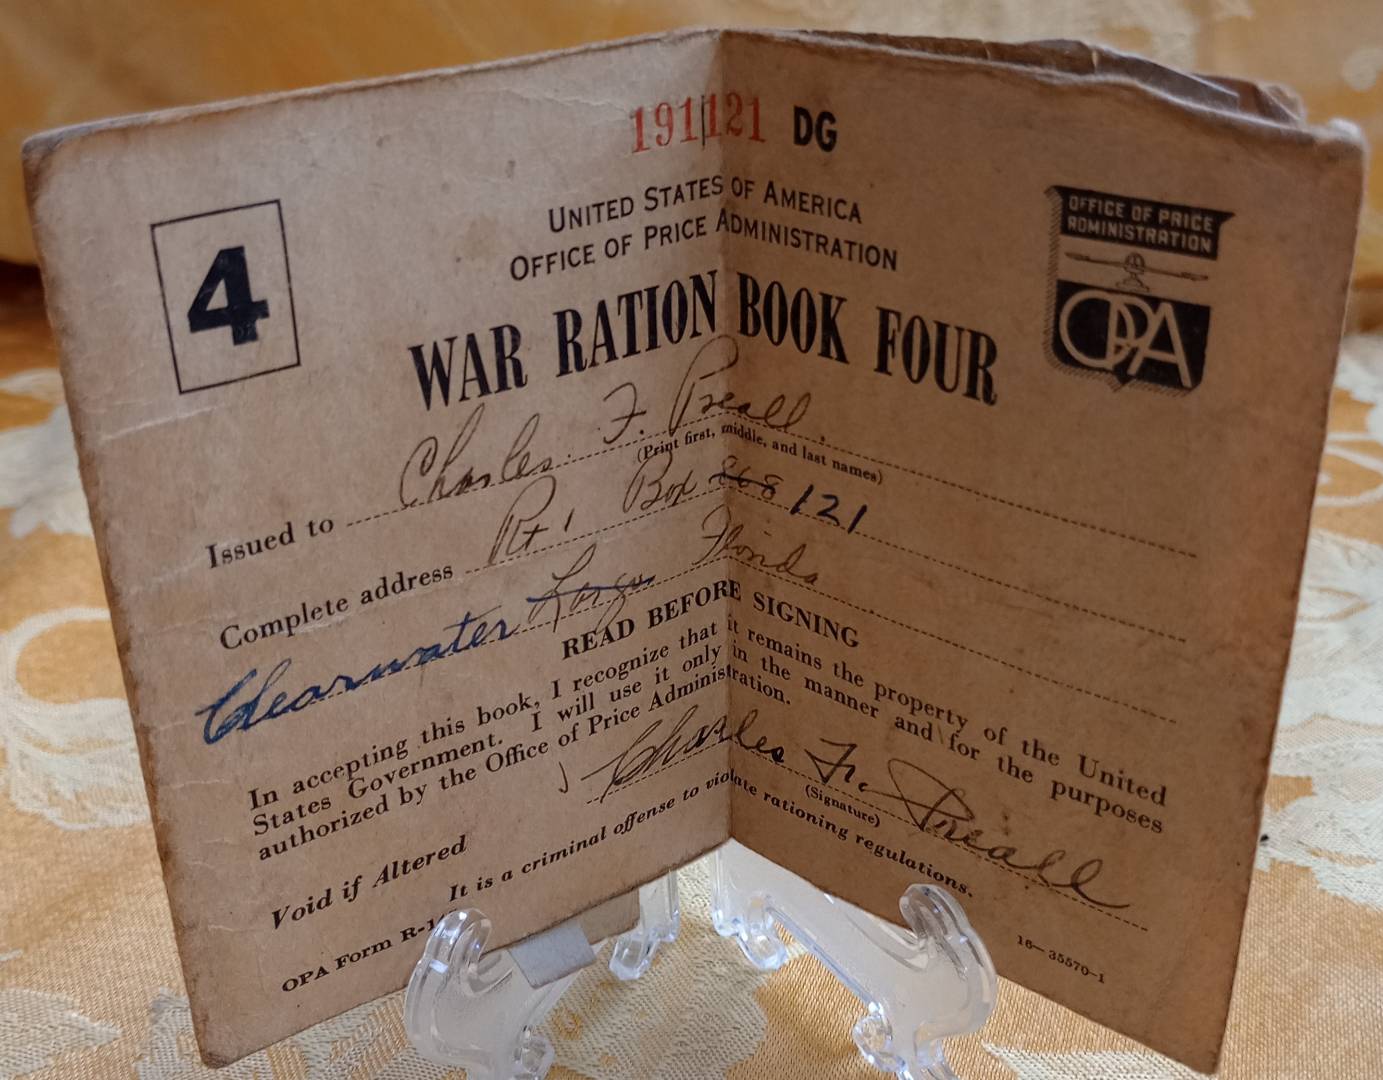 191121 DG
UNITED STATES OF AMERICA
OFFICE OF PRICE ADMINISTRATION
4
WAR RATION BOOK FOUR
OFFICE OF PRICE
ADMINISTRATION
OPA
Issued to Charles F. Preall
(Print first, middle, and last names)
Complete address Rt 1 Box 868 121
Clearwater Largo Florida
READ BEFORE SIGNING
In accepting this book, I recognize that it remains the property of the United
States Government. I will use it only in the manner and for the purposes
authorized by the Office of Price Administration.
Void if Altered
Charles F. Preall
(Signature)
It is a criminal offense to violate rationing regulations.
OPA Form R-1
16—35570-1